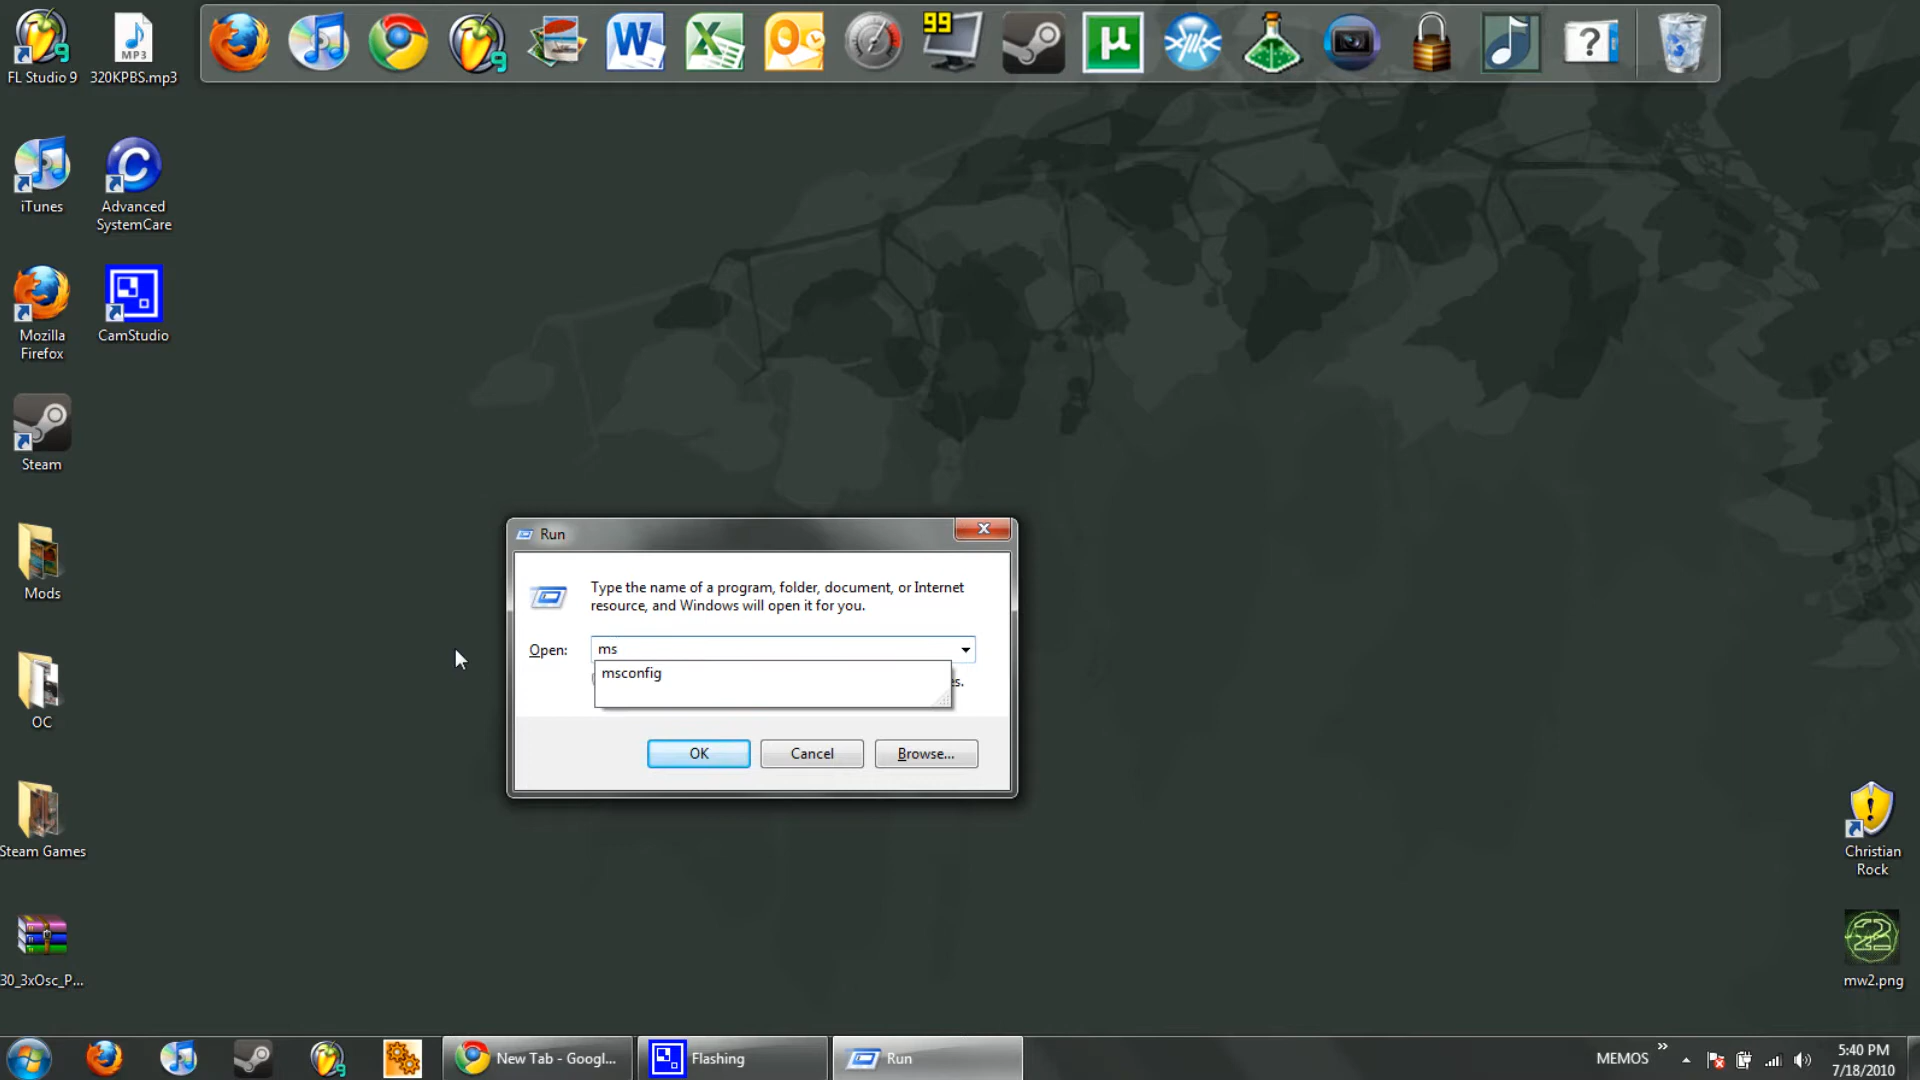 FL Studio 9
320KPBS.mp3
MP3
99
iTunes
Advanced
SystemCare
Mozilla
Firefox
CamStudio
Steam
Mods
OC
Steam Games
30_3xOsc_P...
Run
Type the name of a program, folder, document, or Internet
resource, and Windows will open it for you.
Open: ms
msconfig
es.
OK
Cancel
Browse...
Christian
Rock
mw2.png
New Tab - Googl...
Flashing
Run
MEMOS
5:40 PM
7/18/2010